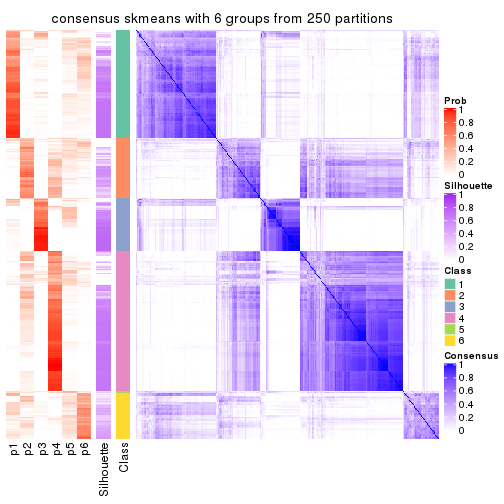 consensus skmeans with 6 groups from 250 partitions
Prob
1
0.8
0.6
0.4
0.2
0
Silhouette
1
0.8
0.6
0.4
0.2
0
Class
1
2
3
4
5
6
Consensus
1
0.8
0.6
0.4
0.2
0
p1
p2
p3
p4
p5
p6
Silhouette
Class